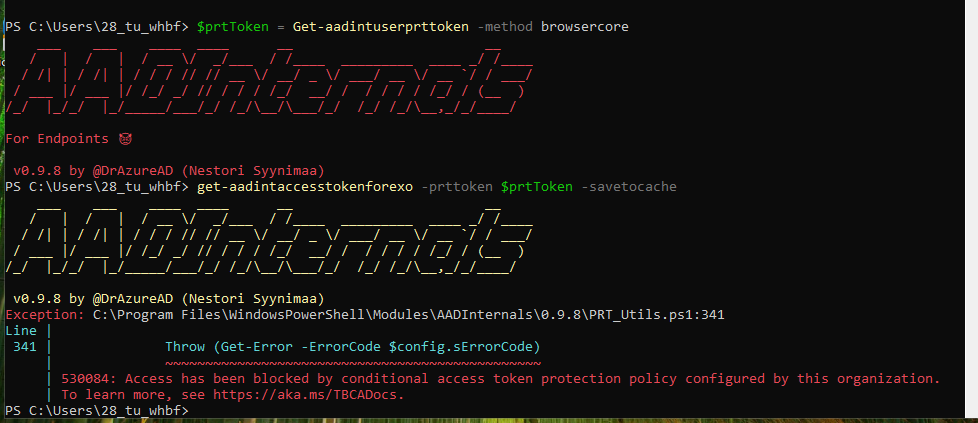 PS C:\Users\28_tu_whbf> $prtToken = Get-aadintuserprttoken -method browsercore
AADInternals
For Endpoints 😈
v0.9.8 by @DrAzureAD (Nestori Syynimaa)
PS C:\Users\28_tu_whbf> get-aadintaccesstokenforexo -prttoken $prtToken -savetocache
AADInternals
v0.9.8 by @DrAzureAD (Nestori Syynimaa)
Exception: C:\Program Files\WindowsPowerShell\Modules\AADInternals\0.9.8\PRT_Utils.ps1:341
Line |
341 | Throw (Get-Error -ErrorCode $config.sErrorCode)
| ~~~~~~~~~~~~~~~~~~~~~~~~~~~~~~~~~~~~~~~~~~~~~~~
| 530084: Access has been blocked by conditional access token protection policy configured by this organization.
| To learn more, see https://aka.ms/TBCADocs.
PS C:\Users\28_tu_whbf>